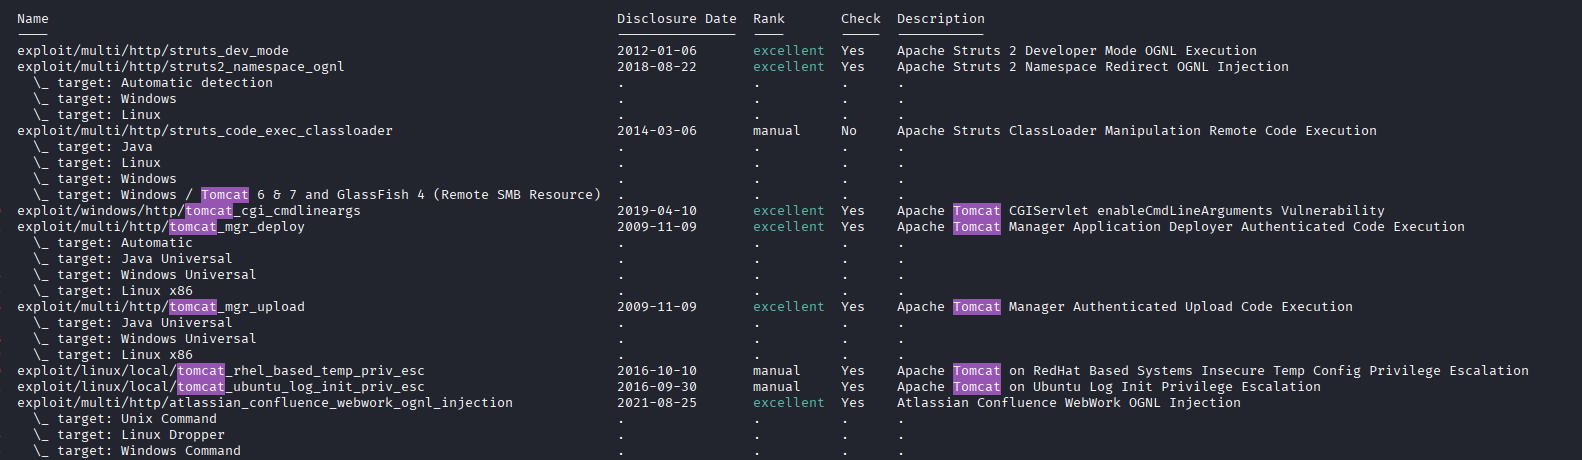 Name Disclosure Date Rank Check Description
exploit/multi/http/struts_dev_mode 2012-01-06 excellent Yes Apache Struts 2 Developer Mode OGNL Execution
exploit/multi/http/struts2_namespace_ognl 2018-08-22 excellent Yes Apache Struts 2 Namespace Redirect OGNL Injection
\_ target: Automatic detection . . . .
\_ target: Windows . . . .
\_ target: Linux . . . .
exploit/multi/http/struts_code_exec_classloader 2014-03-06 manual No Apache Struts ClassLoader Manipulation Remote Code Execution
\_ target: Java . . . .
\_ target: Linux . . . .
\_ target: Windows . . . .
\_ target: Windows / Tomcat 6 & 7 and GlassFish 4 (Remote SMB Resource) . . . .
exploit/windows/http/tomcat_cgi_cmdlineargs 2019-04-10 excellent Yes Apache Tomcat CGIServlet enableCmdLineArguments Vulnerability
exploit/multi/http/tomcat_mgr_deploy 2009-11-09 excellent Yes Apache Tomcat Manager Application Deployer Authenticated Code Execution
\_ target: Automatic . . . .
\_ target: Java Universal . . . .
\_ target: Windows Universal . . . .
\_ target: Linux x86 . . . .
exploit/multi/http/tomcat_mgr_upload 2009-11-09 excellent Yes Apache Tomcat Manager Authenticated Upload Code Execution
\_ target: Java Universal . . . .
\_ target: Windows Universal . . . .
\_ target: Linux x86 . . . .
exploit/linux/local/tomcat_rhel_based_temp_priv_esc 2016-10-10 manual Yes Apache Tomcat on RedHat Based Systems Insecure Temp Config Privilege Escalation
exploit/linux/local/tomcat_ubuntu_log_init_priv_esc 2016-09-30 manual Yes Apache Tomcat on Ubuntu Log Init Privilege Escalation
exploit/multi/http/atlassian_confluence_webwork_ognl_injection 2021-08-25 excellent Yes Atlassian Confluence WebWork OGNL Injection
\_ target: Unix Command . . . .
\_ target: Linux Dropper . . . .
\_ target: Windows Command . . . .